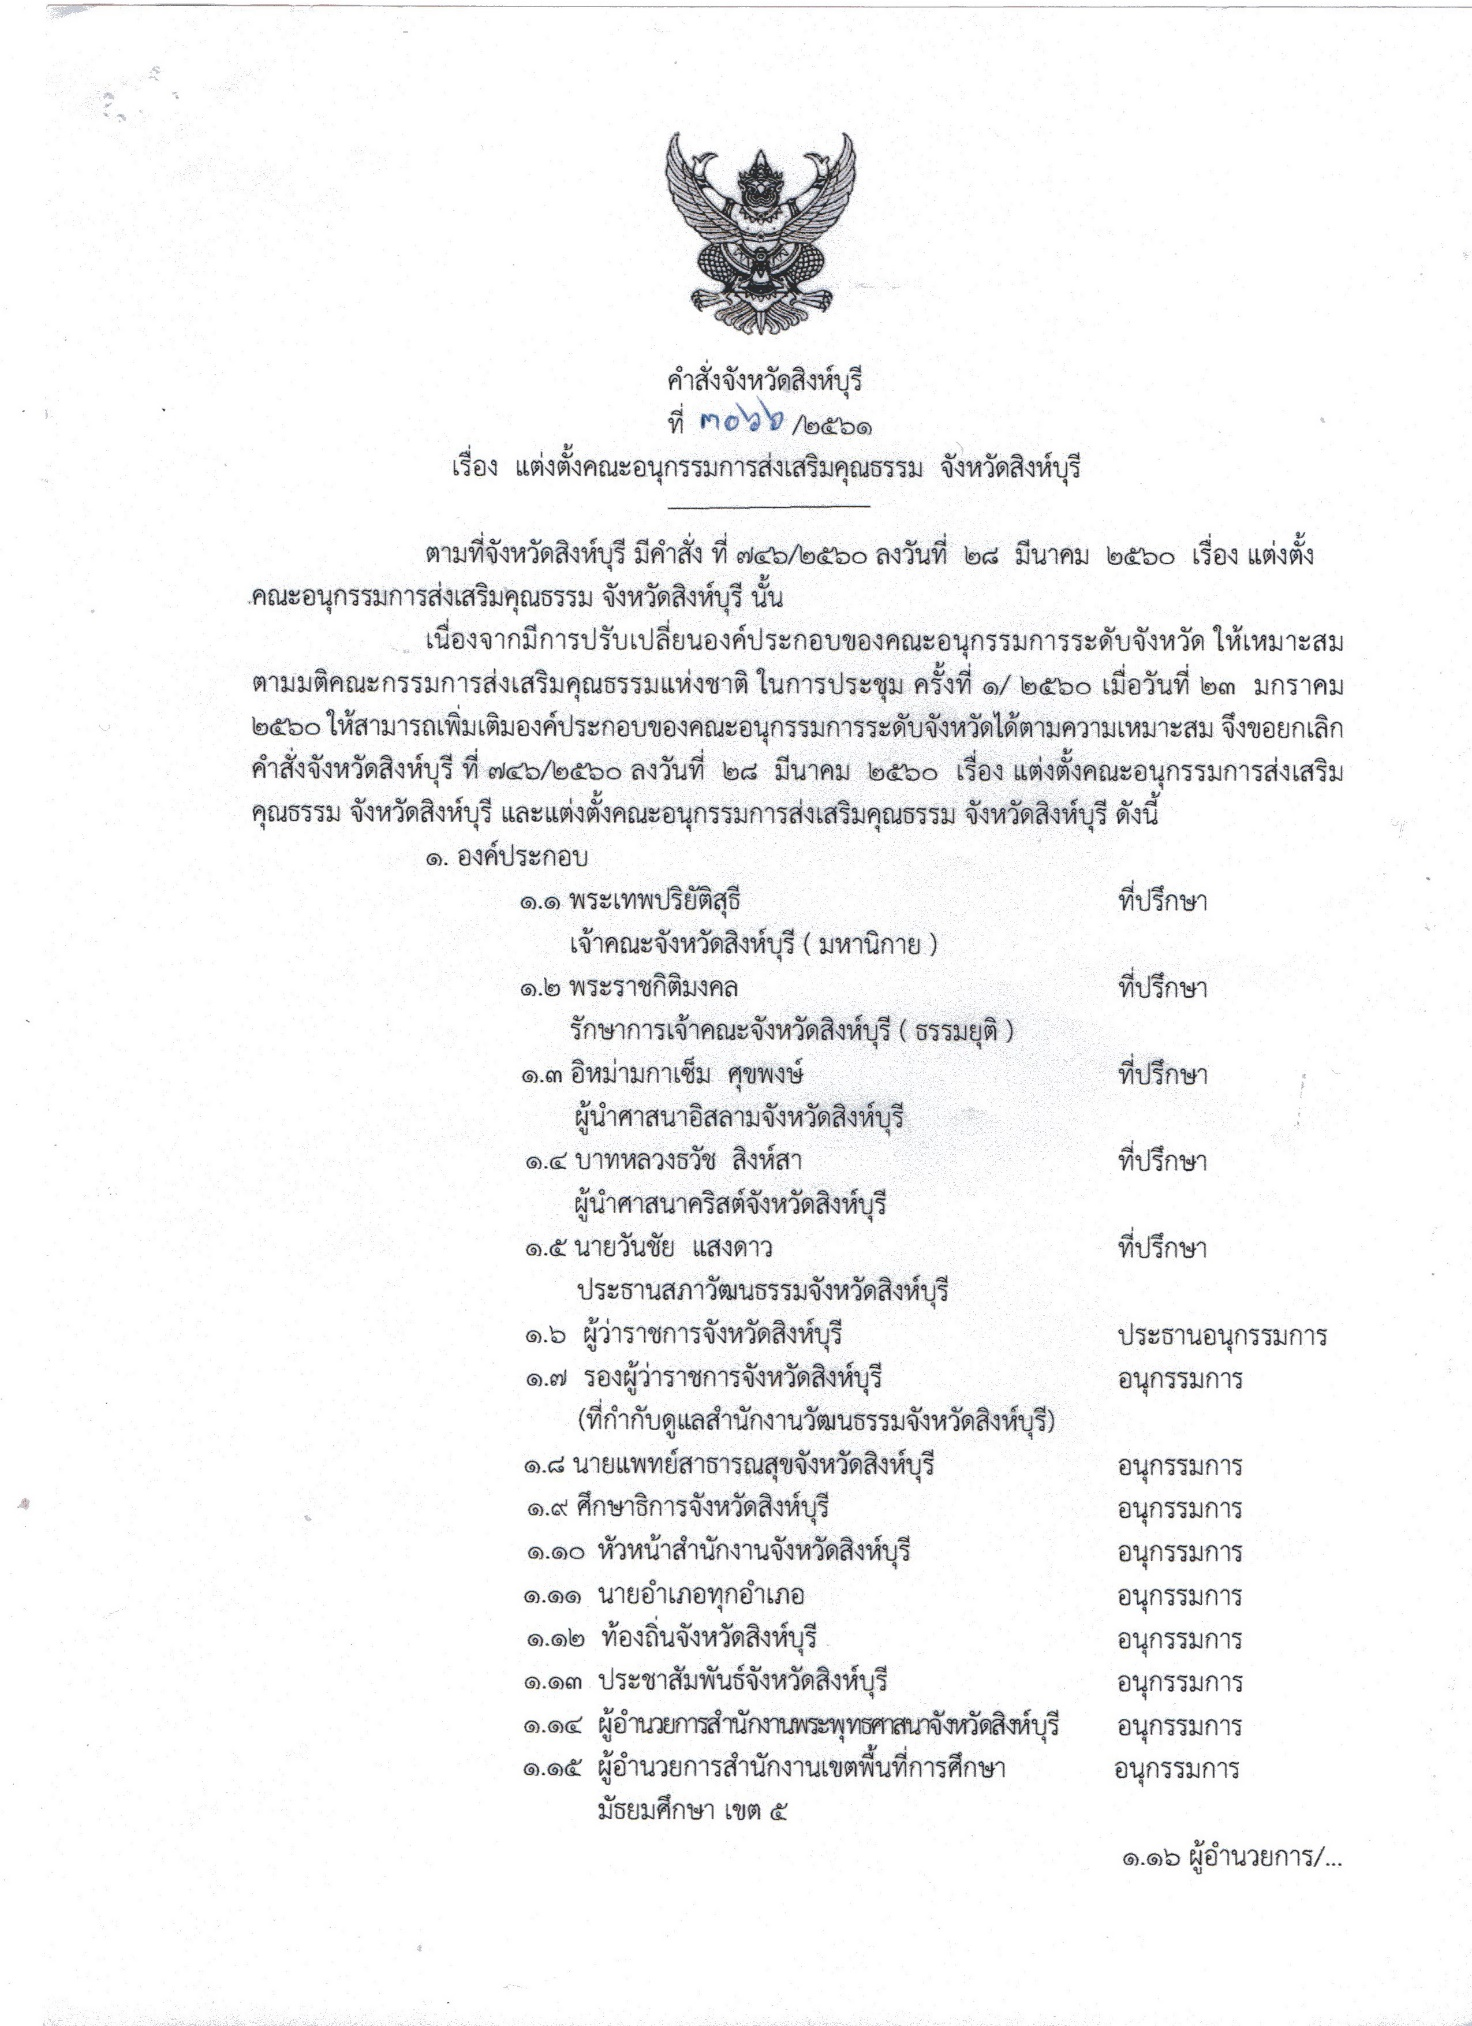 คำสั่งจังหวัดสิงห์บุรี
ที่ ๓๐๖๖ /๒๕๖๑
เรื่อง แต่งตั้งคณะอนุกรรมการส่งเสริมคุณธรรม จังหวัดสิงห์บุรี
ตามที่จังหวัดสิงห์บุรี มีคำสั่ง ที่ ๗๔๖/๒๕๖๐ ลงวันที่ ๒๘ มีนาคม ๒๕๖๐ เรื่อง แต่งตั้ง
คณะอนุกรรมการส่งเสริมคุณธรรม จังหวัดสิงห์บุรี นั้น
เนื่องจากมีการปรับเปลี่ยนองค์ประกอบของคณะอนุกรรมการระดับจังหวัด ให้เหมาะสม
ตามมติคณะกรรมการส่งเสริมคุณธรรมแห่งชาติ ในการประชุม ครั้งที่ ๑/ ๒๕๖๐ เมื่อวันที่ ๒๓ มกราคม
๒๕๖๐ ให้สามารถเพิ่มเติมองค์ประกอบของคณะอนุกรรมการระดับจังหวัดได้ตามความเหมาะสม จึงขอยกเลิก
คำสั่งจังหวัดสิงห์บุรี ที่ ๗๔๖/๒๕๖๐ ลงวันที่ ๒๘ มีนาคม ๒๕๖๐ เรื่อง แต่งตั้งคณะอนุกรรมการส่งเสริม
คุณธรรม จังหวัดสิงห์บุรี และแต่งตั้งคณะอนุกรรมการส่งเสริมคุณธรรม จังหวัดสิงห์บุรี ดังนี้
๑. องค์ประกอบ
๑.๑ พระเทพปริยัติสุธี ที่ปรึกษา
เจ้าคณะจังหวัดสิงห์บุรี ( มหานิกาย )
๑.๒ พระราชกิติมงคล ที่ปรึกษา
รักษาการเจ้าคณะจังหวัดสิงห์บุรี ( ธรรมยุติ )
๑.๓ อิหม่ามกาเซ็ม ศุขพงษ์ ที่ปรึกษา
ผู้นำศาสนาอิสลามจังหวัดสิงห์บุรี
๑.๔ บาทหลวงธวัช สิงห์สา ที่ปรึกษา
ผู้นำศาสนาคริสต์จังหวัดสิงห์บุรี
๑.๕ นายวันชัย แสงดาว ที่ปรึกษา
ประธานสภาวัฒนธรรมจังหวัดสิงห์บุรี
๑.๖ ผู้ว่าราชการจังหวัดสิงห์บุรี ประธานอนุกรรมการ
๑.๗ รองผู้ว่าราชการจังหวัดสิงห์บุรี อนุกรรมการ
(ที่กำกับดูแลสำนักงานวัฒนธรรมจังหวัดสิงห์บุรี)
๑.๘ นายแพทย์สาธารณสุขจังหวัดสิงห์บุรี อนุกรรมการ
๑.๙ ศึกษาธิการจังหวัดสิงห์บุรี อนุกรรมการ
๑.๑๐ หัวหน้าสำนักงานจังหวัดสิงห์บุรี อนุกรรมการ
๑.๑๑ นายอำเภอทุกอำเภอ อนุกรรมการ
๑.๑๒ ท้องถิ่นจังหวัดสิงห์บุรี อนุกรรมการ
๑.๑๓ ประชาสัมพันธ์จังหวัดสิงห์บุรี อนุกรรมการ
๑.๑๔ ผู้อำนวยการสำนักงานพระพุทธศาสนาจังหวัดสิงห์บุรี อนุกรรมการ
๑.๑๕ ผู้อำนวยการสำนักงานเขตพื้นที่การศึกษา อนุกรรมการ
มัธยมศึกษา เขต ๕
๑.๑๖ ผู้อำนวยการ/...